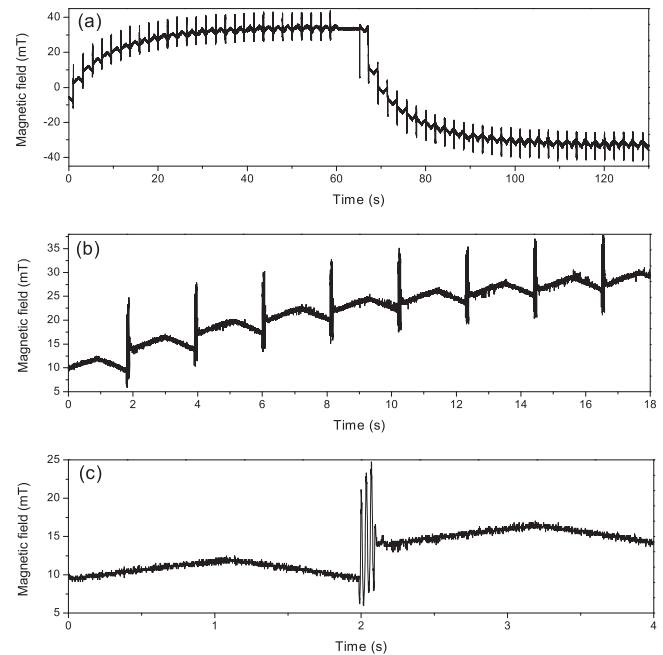 (a)
Magnetic field (mT)
40
20
0
-20
-40
0 20 40 60 80 100 120
Time (s)
(b)
Magnetic field (mT)
35
30
25
20
15
10
5
0 2 4 6 8 10 12 14 16 18
Time (s)
(c)
Magnetic field (mT)
25
20
15
10
5
0 1 2 3 4
Time (s)